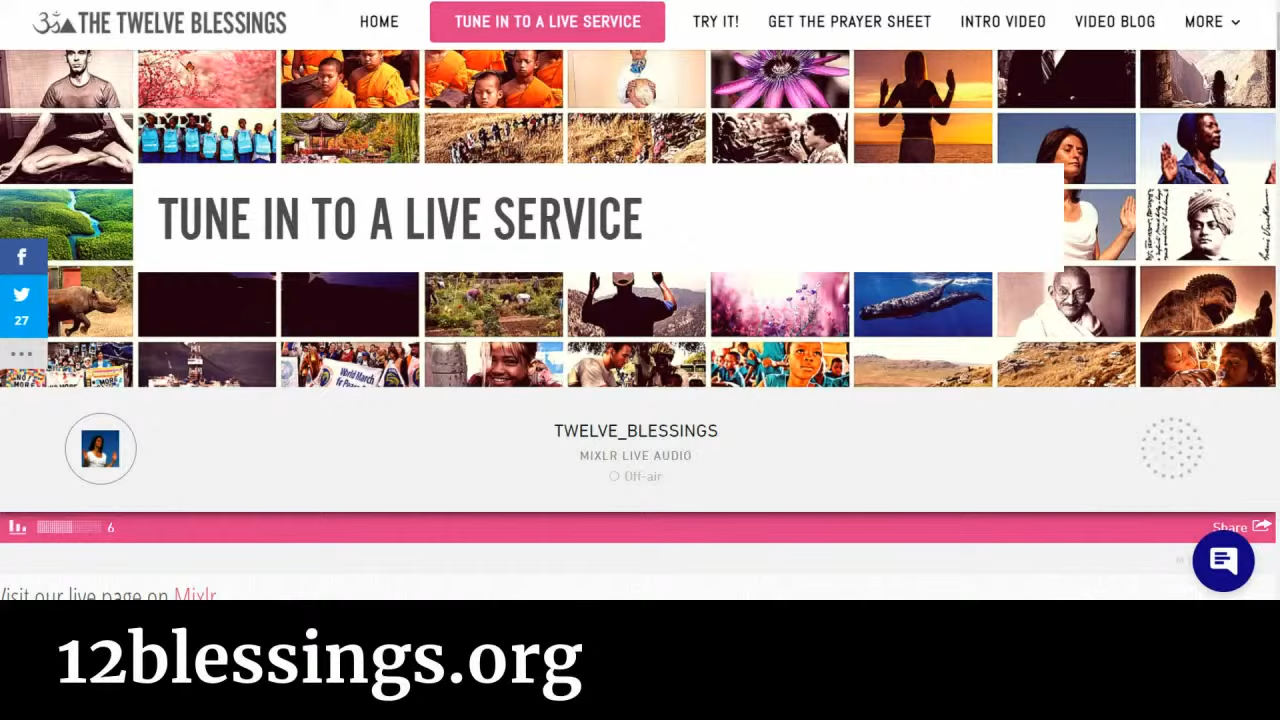 THE TWELVE BLESSINGS HOME TUNE IN TO A LIVE SERVICE TRY IT! GET THE PRAYER SHEET INTRO VIDEO VIDEO BLOG MORE
TUNE IN TO A LIVE SERVICE
27
World March
TWELVE_BLESSINGS
MIXLR LIVE AUDIO
Off-air
6
Share
Visit our live page on Mixlr
12blessings.org